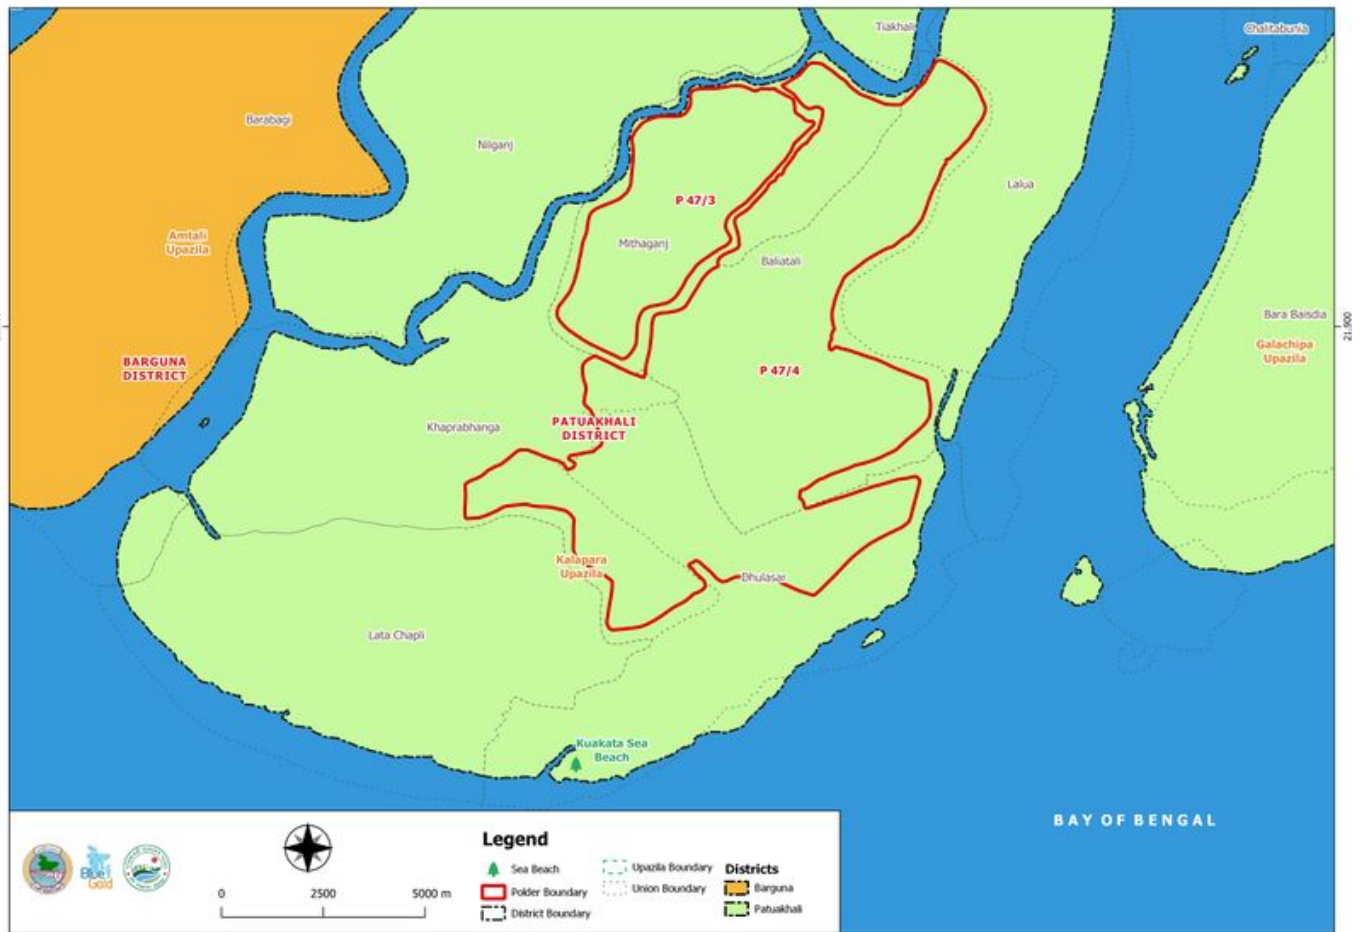 Tiakhali
Chalitabunia
Barabagi
Nilganj
Lalua
P 47/3
Amtali
Upazila
Mithaganj
Baliatali
Bara Baisdia
21.900
Galachipa
Upazila
BARGUNA
DISTRICT
P 47/4
PATUAKHALI
DISTRICT
Khaprabhanga
Kalapara
Upazila
Dhulasar
Lata Chapli
Kuakata Sea
Beach
BAY OF BENGAL
Blue
Gold
0 2500 5000 m
Legend
Sea Beach
Polder Boundary
District Boundary
Upazila Boundary
Union Boundary
Districts
Barguna
Patuakhali